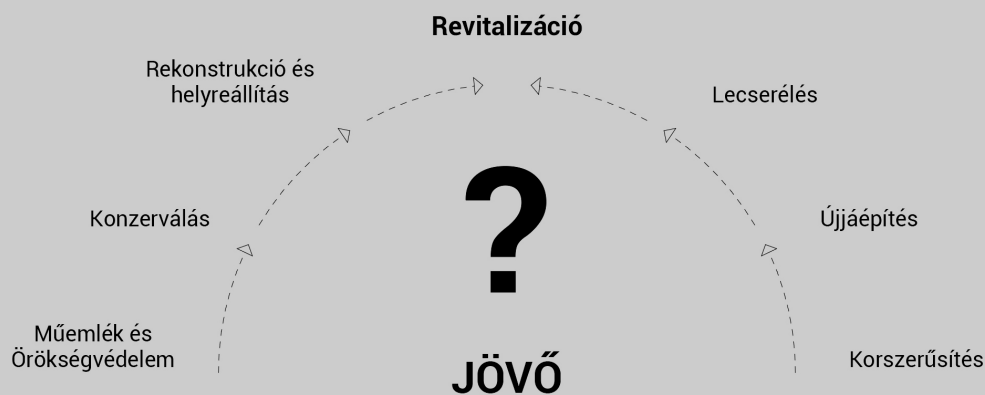 Revitalizáció
Rekonstrukció és
helyreállítás
Lecserélés
?
Konzerválás
Újjáépítés
Műemlék és
Örökségvédelem
Korszerűsítés
JÖVŐ